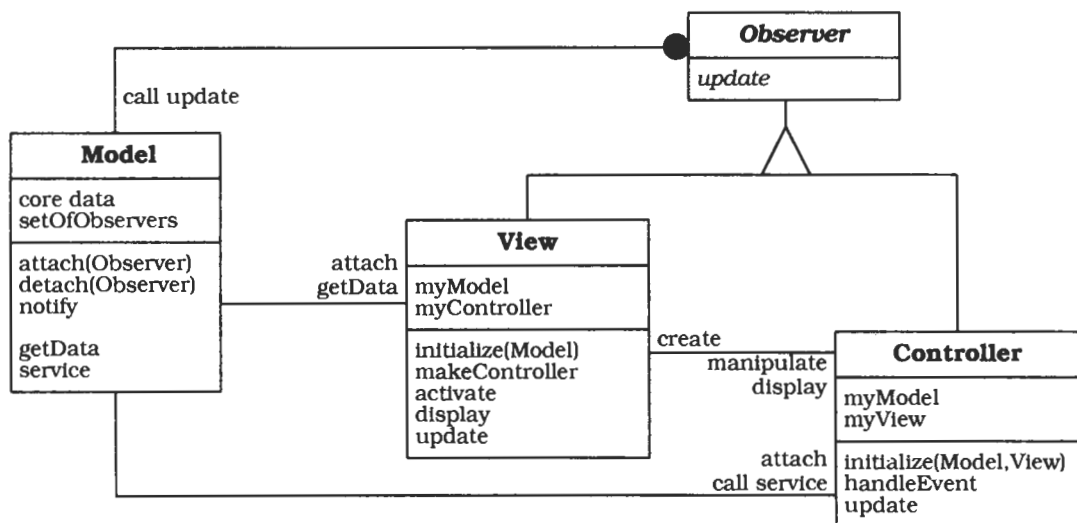 Observer
update
call update
Model
core data
setOfObservers
attach(Observer)
detach(Observer)
notify
getData
service
attach
getData
View
myModel
myController
initialize(Model)
makeController
activate
display
update
create
manipulate
display
Controller
myModel
myView
attach
call service
initialize(Model,View)
handleEvent
update